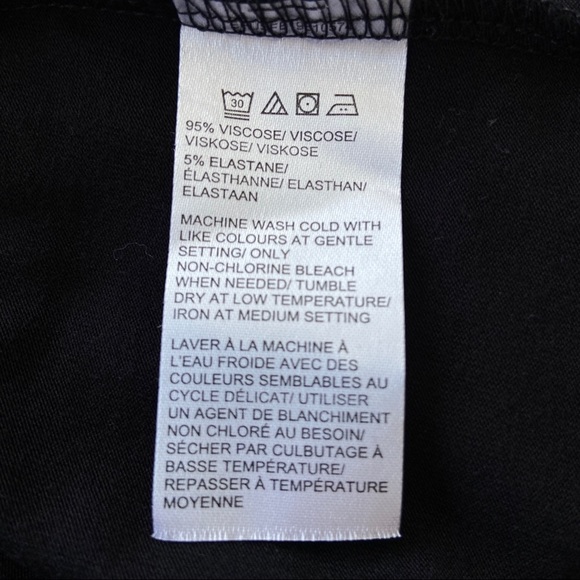 30
95% VISCOSE/ VISCOSE/
VISKOSE/ VISKOSE
5% ELASTANE/
ÉLASTHANNE/ ELASTHAN/
ELASTAAN
MACHINE WASH COLD WITH
LIKE COLOURS AT GENTLE
SETTING/ ONLY
NON-CHLORINE BLEACH
WHEN NEEDED/ TUMBLE
DRY AT LOW TEMPERATURE/
IRON AT MEDIUM SETTING
LAVER À LA MACHINE À
L'EAU FROIDE AVEC DES
COULEURS SEMBLABLES AU
CYCLE DÉLICAT/ UTILISER
UN AGENT DE BLANCHIMENT
NON CHLORÉ AU BESOIN/
SÉCHER PAR CULBUTAGE À
BASSE TEMPÉRATURE/
REPASSER À TEMPÉRATURE
MOYENNE